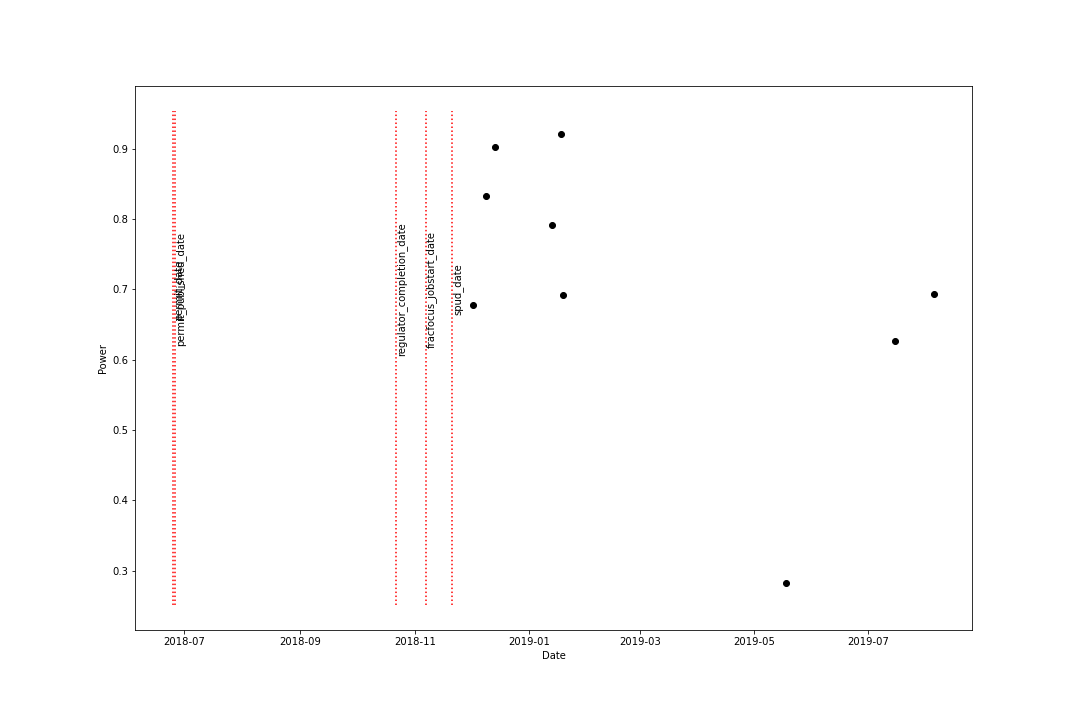 0.9
0.8
0.7
0.6
0.5
0.4
0.3
Power
regulator_completion_date
fracfocus_jobstart_date
spud_date
2018-07
2018-09
2018-11
2019-01
2019-03
2019-05
2019-07
Date